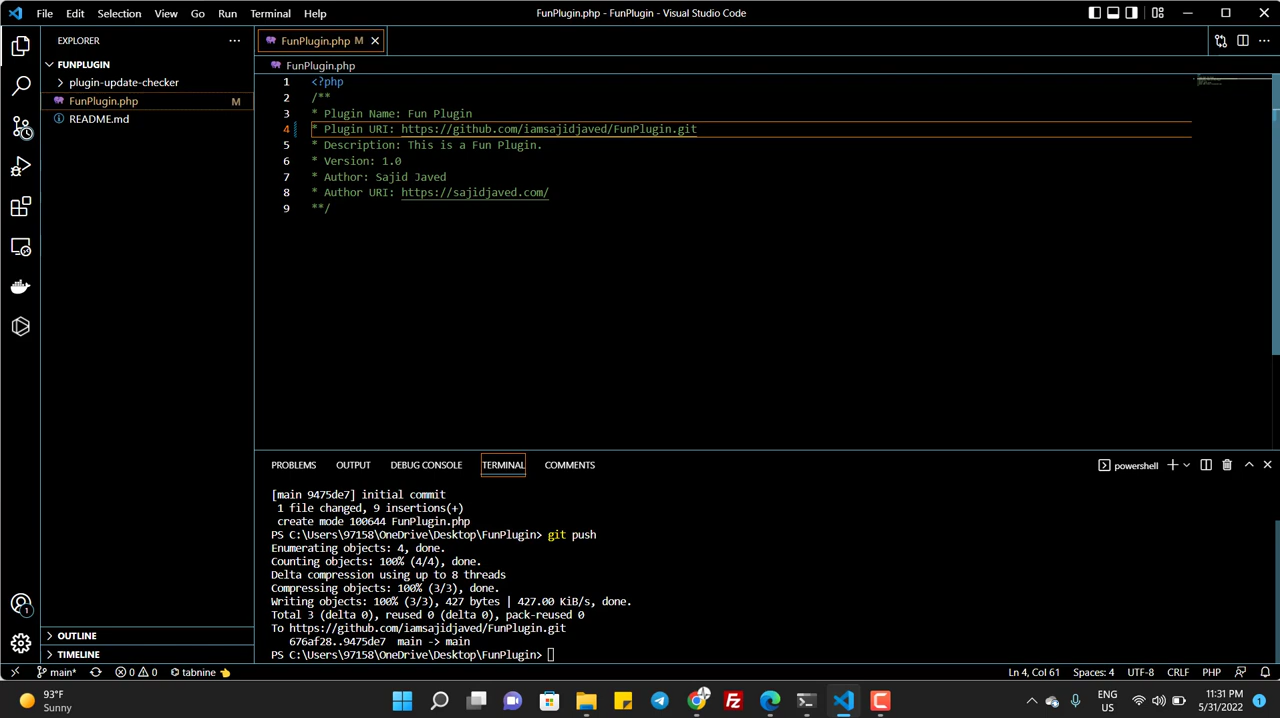 File Edit Selection View Go Run Terminal Help
FunPlugin.php - FunPlugin - Visual Studio Code
EXPLORER
FUNPLUGIN
plugin-update-checker
FunPlugin.php M
README.md
OUTLINE
TIMELINE
FunPlugin.php M
FunPlugin.php
1 <?php
2 /**
3 * Plugin Name: Fun Plugin
4 * Plugin URI: https://github.com/iamsajidjaved/FunPlugin.git
5 * Description: This is a Fun Plugin.
6 * Version: 1.0
7 * Author: Sajid Javed
8 * Author URI: https://sajidjaved.com/
9 **/
PROBLEMS OUTPUT DEBUG CONSOLE TERMINAL COMMENTS
powershell
[main 9475de7] initial commit
1 file changed, 9 insertions(+)
create mode 100644 FunPlugin.php
PS C:\Users\97158\OneDrive\Desktop\FunPlugin> git push
Enumerating objects: 4, done.
Counting objects: 100% (4/4), done.
Delta compression using up to 8 threads
Compressing objects: 100% (3/3), done.
Writing objects: 100% (3/3), 427 bytes | 427.00 KiB/s, done.
Total 3 (delta 0), reused 0 (delta 0), pack-reused 0
To https://github.com/iamsajidjaved/FunPlugin.git
676af28..9475de7 main -> main
PS C:\Users\97158\OneDrive\Desktop\FunPlugin>
1
main* 0 0 tabnine
Ln 4, Col 61 Spaces: 4 UTF-8 CRLF PHP
93°F
Sunny
Fz
C
ENG
US
11:31 PM
5/31/2022
1